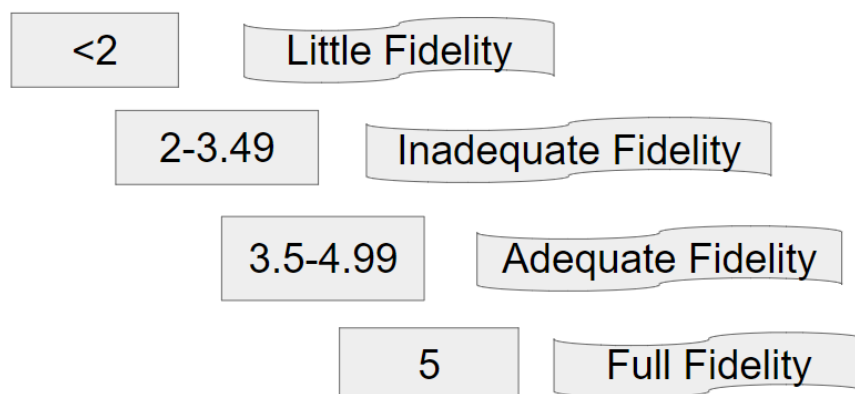 <2 Little Fidelity
2-3.49 Inadequate Fidelity
3.5-4.99 Adequate Fidelity
5 Full Fidelity